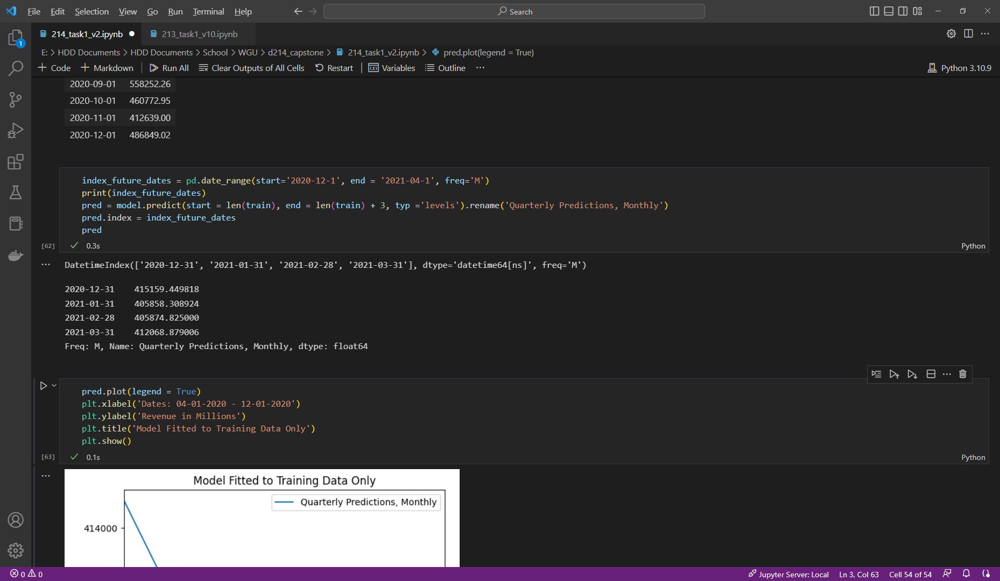 File Edit Selection View Go Run Terminal Help Search
1
214_task1_v2.ipynb 213_task1_v10.ipynb
E: > HDD Documents > HDD Documents > School > WGU > d214_capstone > 214_task1_v2.ipynb > pred.plot(legend = True)
+ Code + Markdown Run All Clear Outputs of All Cells Restart Variables Outline ... Python 3.10.9
2020-09-01 558252.26
2020-10-01 460772.95
2020-11-01 412639.00
2020-12-01 486849.02
index_future_dates = pd.date_range(start='2020-12-1', end = '2021-04-1', freq='M')
print(index_future_dates)
pred = model.predict(start = len(train), end = len(train) + 3, typ ='levels').rename('Quarterly Predictions, Monthly')
pred.index = index_future_dates
pred
[62] 0.3s Python
DatetimeIndex(['2020-12-31', '2021-01-31', '2021-02-28', '2021-03-31'], dtype='datetime64[ns]', freq='M')
2020-12-31 415159.449818
2021-01-31 405858.308924
2021-02-28 405874.825000
2021-03-31 412068.879006
Freq: M, Name: Quarterly Predictions, Monthly, dtype: float64
pred.plot(legend = True)
plt.xlabel('Dates: 04-01-2020 - 12-01-2020')
plt.ylabel('Revenue in Millions')
plt.title('Model Fitted to Training Data Only')
plt.show()
[63] 0.1s Python
Model Fitted to Training Data Only
Quarterly Predictions, Monthly
414000
0 0 Jupyter Server: Local Ln 3, Col 63 Cell 54 of 54